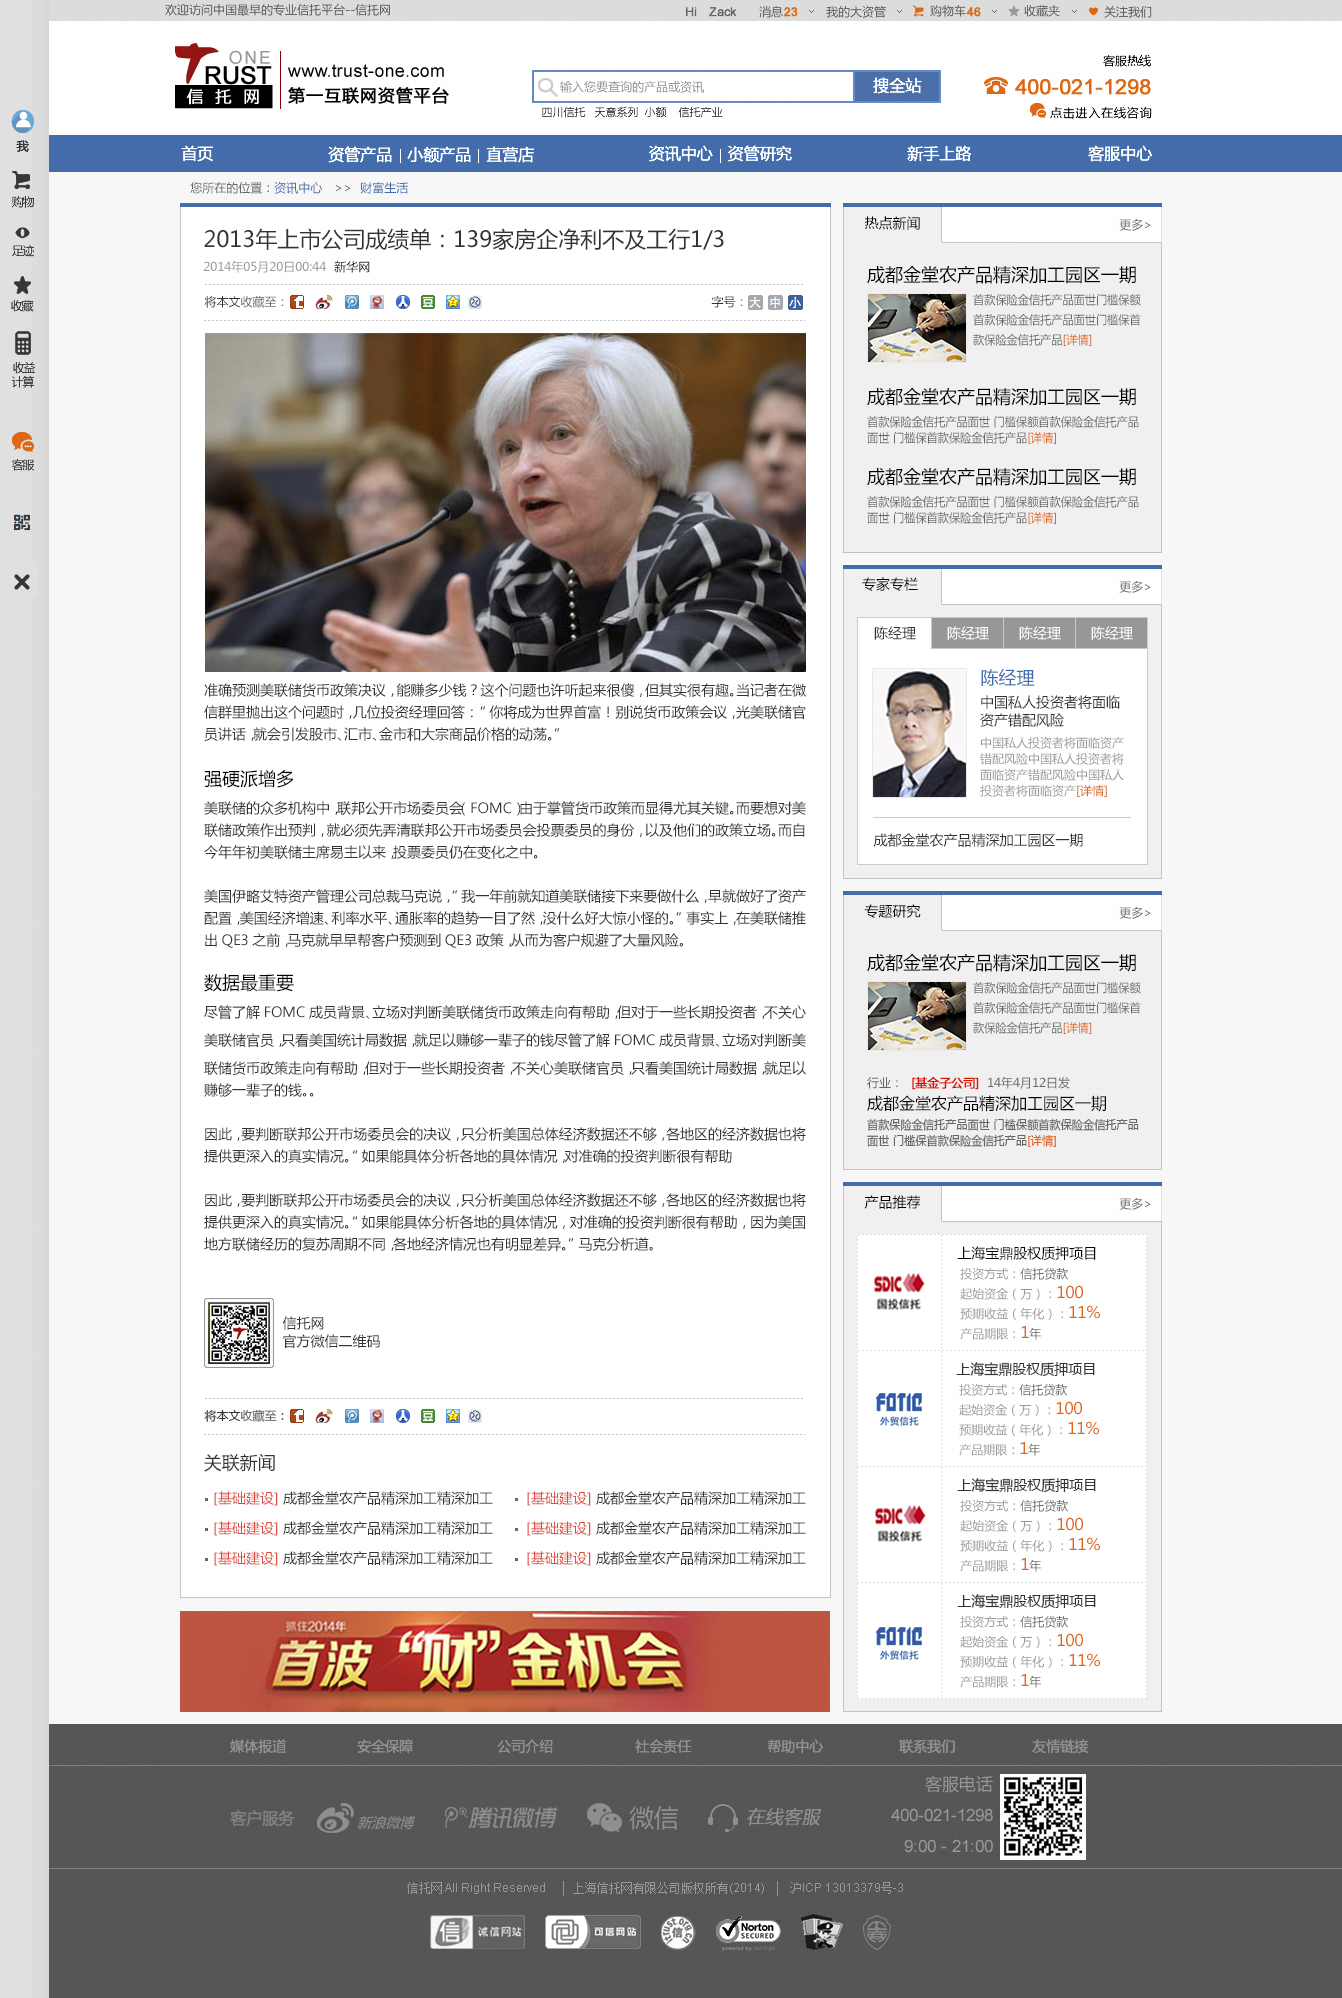 欢迎访问中国最早的专业信托平台--信托网
Hi Zack 消息23 我的大资管 购物车46 收藏夹 关注我们
ONE
TRUST
信托网
www.trust-one.com
第一互联网资管平台
输入您要查询的产品或资讯
搜全站
四川信托 天意系列 小额 信托产业
客服热线
400-021-1298
点击进入在线咨询
我
购物
足迹
收藏
收益
计算
客服
首页 资管产品 | 小额产品 | 直营店 资讯中心 | 资管研究 新手上路 客服中心
您所在的位置：资讯中心 >> 财富生活
2013年上市公司成绩单：139家房企净利不及工行1/3
2014年05月20日00:44 新华网
将本文收藏至：
字号：大 中 小
准确预测美联储货币政策决议，能赚多少钱？这个问题也许听起来很傻，但其实很有趣。当记者在微
信群里抛出这个问题时，几位投资经理回答：“ 你将成为世界首富！别说货币政策会议，光美联储官
员讲话，就会引发股市、汇市、金市和大宗商品价格的动荡。”
强硬派增多
美联储的众多机构中，联邦公开市场委员会( FOMC )由于掌管货币政策而显得尤其关键。而要想对美
联储政策作出预判，就必须先弄清联邦公开市场委员会投票委员的身份，以及他们的政策立场。而自
今年年初美联储主席易主以来，投票委员仍在变化之中。
美国伊略艾特资产管理公司总裁马克说，“ 我一年前就知道美联储接下来要做什么，早就做好了资产
配置，美国经济增速、利率水平、通胀率的趋势一目了然，没什么好大惊小怪的。” 事实上，在美联储推
出 QE3 之前，马克就早早帮客户预测到 QE3 政策，从而为客户规避了大量风险。
数据最重要
尽管了解 FOMC 成员背景、立场对判断美联储货币政策走向有帮助，但对于一些长期投资者，不关心
美联储官员，只看美国统计局数据，就足以赚够一辈子的钱尽管了解 FOMC 成员背景、立场对判断美
联储货币政策走向有帮助，但对于一些长期投资者，不关心美联储官员，只看美国统计局数据，就足以
赚够一辈子的钱。。
因此，要判断联邦公开市场委员会的决议，只分析美国总体经济数据还不够，各地区的经济数据也将
提供更深入的真实情况。“ 如果能具体分析各地的具体情况，对准确的投资判断很有帮助
因此，要判断联邦公开市场委员会的决议，只分析美国总体经济数据还不够，各地区的经济数据也将
提供更深入的真实情况。“ 如果能具体分析各地的具体情况，对准确的投资判断很有帮助，因为美国
地方联储经历的复苏周期不同，各地经济情况也有明显差异。” 马克分析道。
信托网
官方微信二维码
将本文收藏至：
关联新闻
[基础建设] 成都金堂农产品精深加工精深加工
[基础建设] 成都金堂农产品精深加工精深加工
[基础建设] 成都金堂农产品精深加工精深加工
[基础建设] 成都金堂农产品精深加工精深加工
[基础建设] 成都金堂农产品精深加工精深加工
[基础建设] 成都金堂农产品精深加工精深加工
抓住2014年
首波“财”金机会
热点新闻 更多>
成都金堂农产品精深加工园区一期
首款保险金信托产品面世门槛保额
首款保险金信托产品面世门槛保首
款保险金信托产品[详情]
成都金堂农产品精深加工园区一期
首款保险金信托产品面世 门槛保额首款保险金信托产品
面世 门槛保首款保险金信托产品[详情]
成都金堂农产品精深加工园区一期
首款保险金信托产品面世 门槛保额首款保险金信托产品
面世 门槛保首款保险金信托产品[详情]
专家专栏 更多>
陈经理 陈经理 陈经理 陈经理
陈经理
中国私人投资者将面临
资产错配风险
中国私人投资者将面临资产
错配风险中国私人投资者将
面临资产错配风险中国私人
投资者将面临资产[详情]
成都金堂农产品精深加工园区一期
专题研究 更多>
成都金堂农产品精深加工园区一期
首款保险金信托产品面世门槛保额
首款保险金信托产品面世门槛保首
款保险金信托产品[详情]
行业： [基金子公司] 14年4月12日发
成都金堂农产品精深加工园区一期
首款保险金信托产品面世 门槛保额首款保险金信托产品
面世 门槛保首款保险金信托产品[详情]
产品推荐 更多>
SDIC
国投信托
上海宝鼎股权质押项目
投资方式：信托贷款
起始资金（万）：100
预期收益（年化）：11%
产品期限：1年
FOTIC
外贸信托
上海宝鼎股权质押项目
投资方式：信托贷款
起始资金（万）：100
预期收益（年化）：11%
产品期限：1年
SDIC
国投信托
上海宝鼎股权质押项目
投资方式：信托贷款
起始资金（万）：100
预期收益（年化）：11%
产品期限：1年
FOTIC
外贸信托
上海宝鼎股权质押项目
投资方式：信托贷款
起始资金（万）：100
预期收益（年化）：11%
产品期限：1年
媒体报道 安全保障 公司介绍 社会责任 帮助中心 联系我们 友情链接
客户服务 新浪微博 腾讯微博 微信 在线客服
客服电话
400-021-1298
9:00 - 21:00
信托网 All Right Reserved | 上海信托网有限公司版权所有(2014) | 沪ICP 13013379号-3
信 诚信网站
可信网站
信
Norton
SECURED